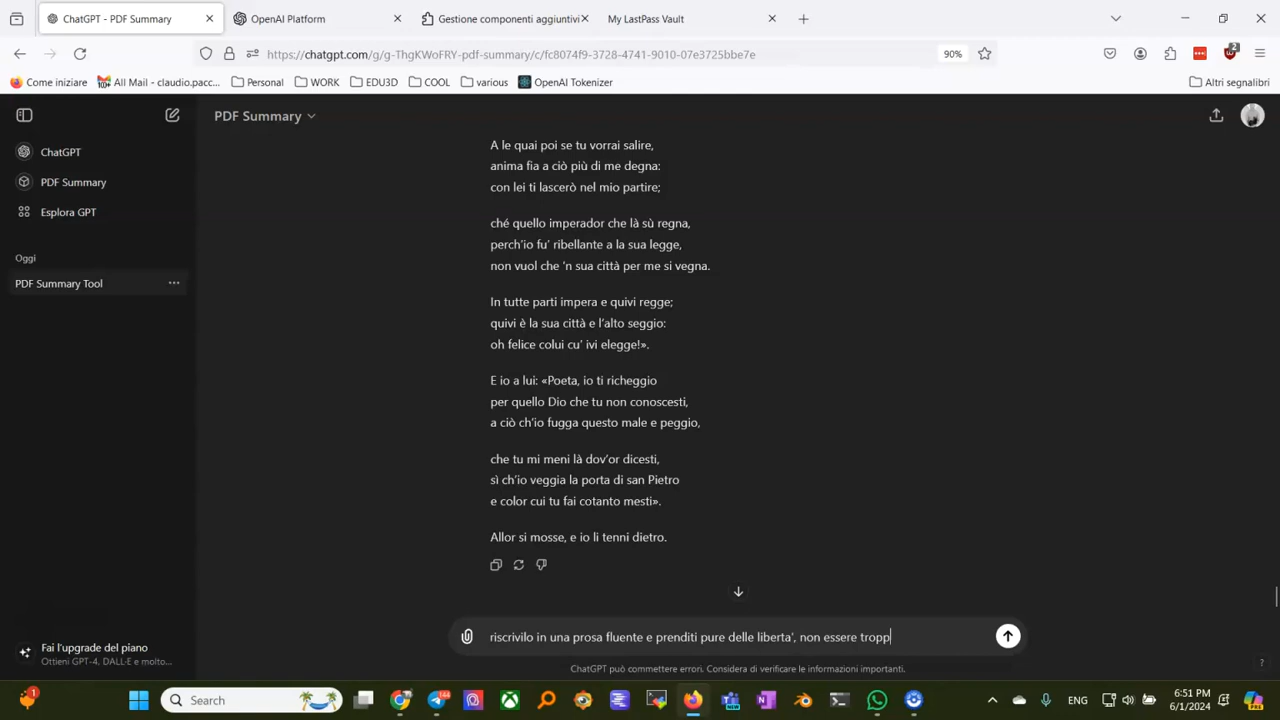 ChatGPT - PDF Summary
OpenAI Platform
Gestione componenti aggiuntivi
My LastPass Vault
https://chatgpt.com/g/g-ThgKWoFRY-pdf-summary/c/fc8074f9-3728-4741-9010-07e3725bbe7e
90%
2
Come iniziare
10+
All Mail - claudio.pacc...
Personal
WORK
EDU3D
COOL
various
OpenAI Tokenizer
Altri segnalibri
PDF Summary
ChatGPT
PDF Summary
Esplora GPT
Oggi
PDF Summary Tool
A le quai poi se tu vorrai salire,
anima fia a ciò più di me degna:
con lei ti lascerò nel mio partire;
ché quello imperador che là sù regna,
perch'io fu' ribellante a la sua legge,
non vuol che 'n sua città per me si vegna.
In tutte parti impera e quivi regge;
quivi è la sua città e l'alto seggio:
oh felice colui cu' ivi elegge!».
E io a lui: «Poeta, io ti richeggio
per quello Dio che tu non conoscesti,
a ciò ch'io fugga questo male e peggio,
che tu mi meni là dov'or dicesti,
sì ch'io veggia la porta di san Pietro
e color cui tu fai cotanto mesti».
Allor si mosse, e io li tenni dietro.
riscrivilo in una prosa fluente e prenditi pure delle liberta', non essere tropp
ChatGPT può commettere errori. Considera di verificare le informazioni importanti.
?
Fai l'upgrade del piano
Ottieni GPT-4, DALL·E e molto...
1
Search
ENG
6:51 PM
6/1/2024